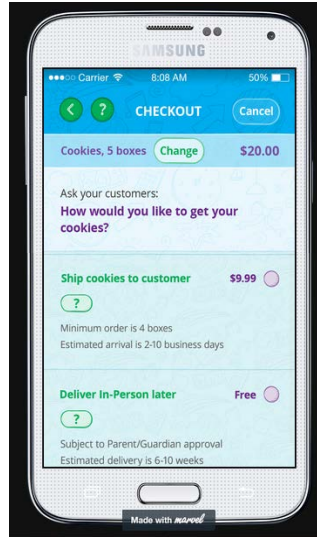 SAMSUNG
Carrier 8:08 AM 50%
< ? CHECKOUT Cancel
Cookies, 5 boxes Change $20.00
Ask your customers:
How would you like to get your
cookies?
Ship cookies to customer $9.99
?
Minimum order is 4 boxes
Estimated arrival is 2-10 business days
Deliver In-Person later Free
?
Subject to Parent/Guardian approval
Estimated delivery is 6-10 weeks
Made with marvel